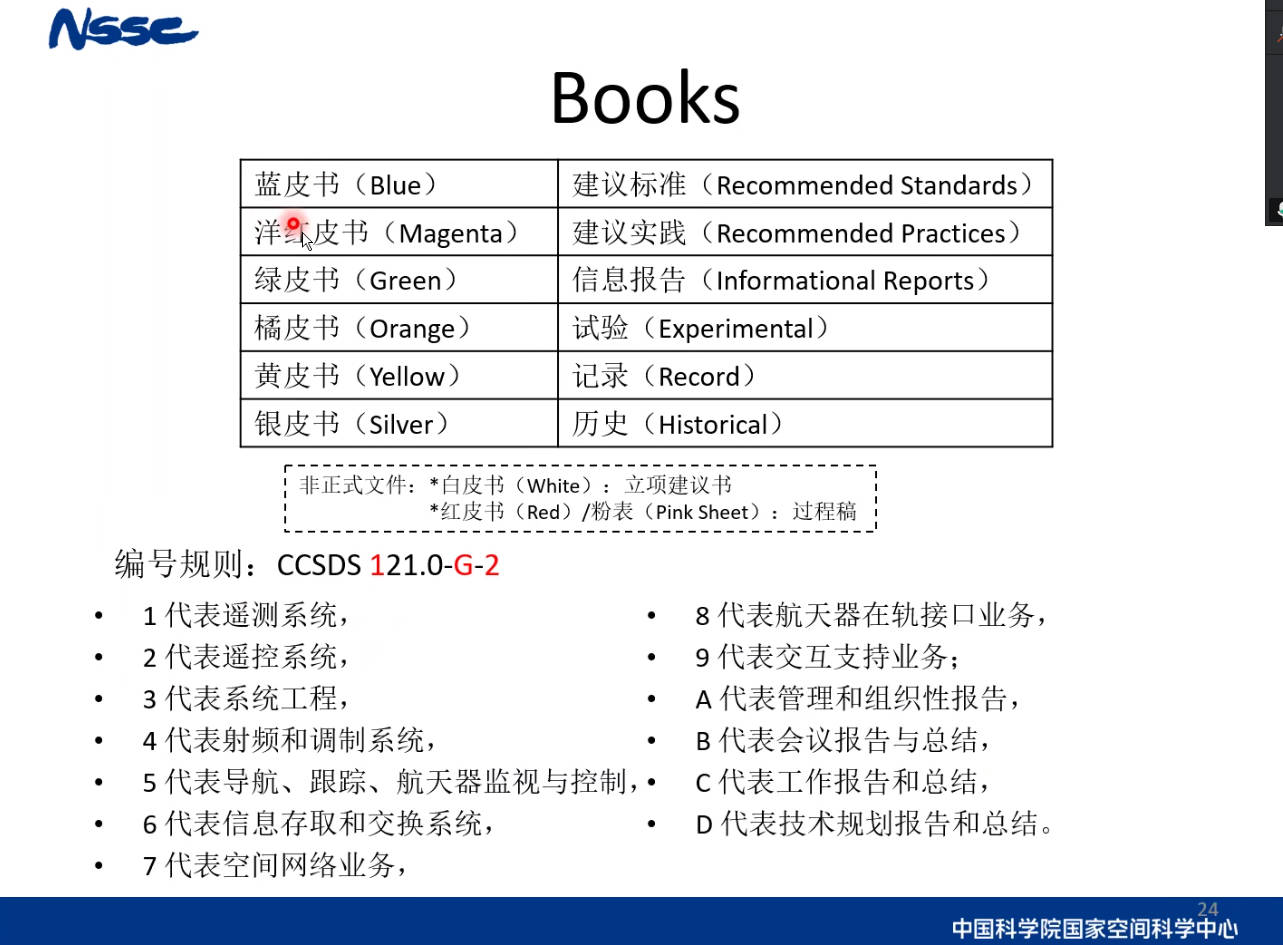 NSSC
Books
蓝皮书（Blue） 建议标准（Recommended Standards）
洋红皮书（Magenta） 建议实践（Recommended Practices）
绿皮书（Green） 信息报告（Informational Reports）
橘皮书（Orange） 试验（Experimental）
黄皮书（Yellow） 记录（Record）
银皮书（Silver） 历史（Historical）
非正式文件：*白皮书（White）：立项建议书
*红皮书（Red）/粉表（Pink Sheet）：过程稿
编号规则：CCSDS 121.0-G-2
• 1 代表遥测系统，
• 2 代表遥控系统，
• 3 代表系统工程，
• 4 代表射频和调制系统，
• 5 代表导航、跟踪、航天器监视与控制，
• 6 代表信息存取和交换系统，
• 7 代表空间网络业务，
• 8 代表航天器在轨接口业务，
• 9 代表交互支持业务；
• A 代表管理和组织性报告，
• B 代表会议报告与总结，
• C 代表工作报告和总结，
• D 代表技术规划报告和总结。
24
中国科学院国家空间科学中心